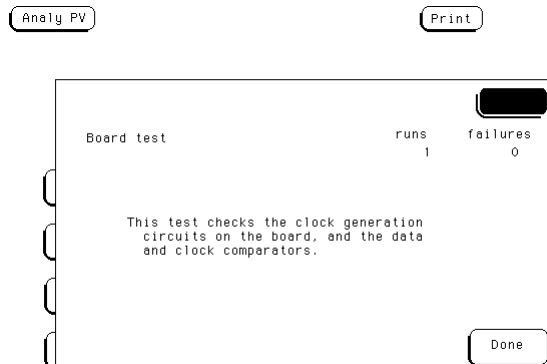 Analy PV
Print
Board test
runs failures
1 0
This test checks the clock generation
circuits on the board, and the data
and clock comparators.
Done